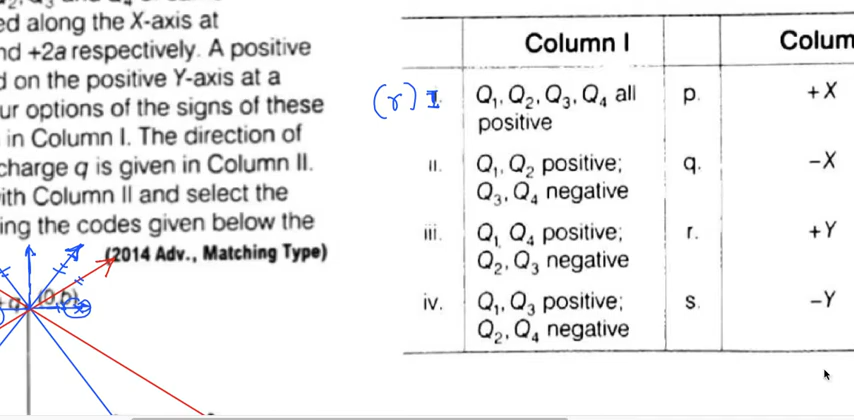 ed along the X-axis at
nd +2a respectively. A positive
d on the positive Y-axis at a
ur options of the signs of these
in Column I. The direction of
charge q is given in Column II.
ith Column II and select the
ing the codes given below the
(2014 Adv., Matching Type)
q (0,b)
Column I Colum
(r) I. Q₁, Q₂, Q₃, Q₄ all p. +X
positive
ii. Q₁, Q₂ positive; q. −X
Q₃, Q₄ negative
iii. Q₁, Q₄ positive; r. +Y
Q₂, Q₃ negative
iv. Q₁, Q₃ positive; s. −Y
Q₂, Q₄ negative